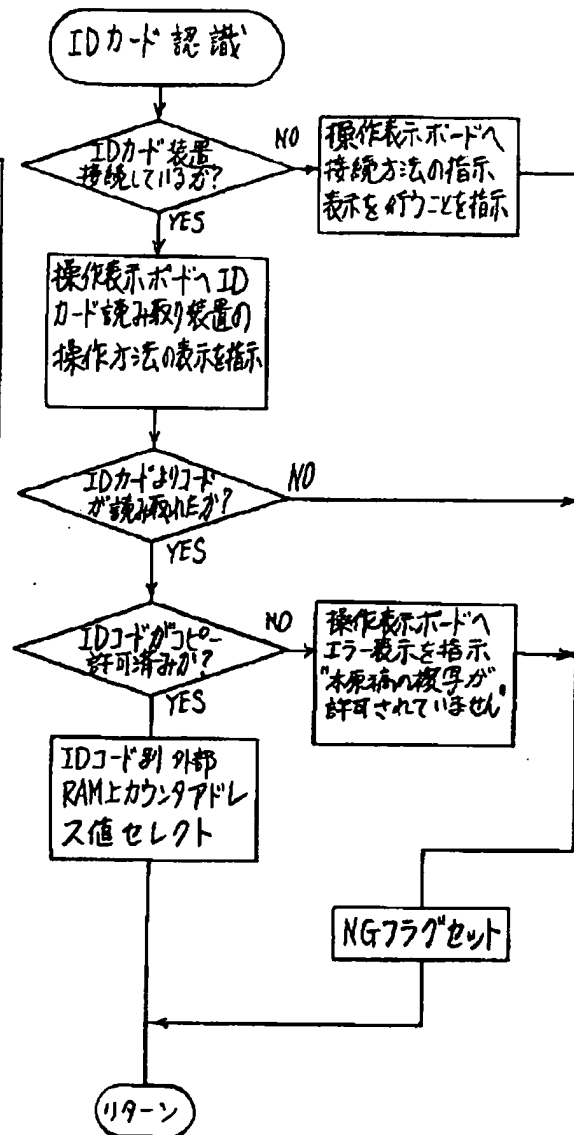 IDカード 認識
IDカード装置
接続しているか?
NO
操作表示ボードへ
接続方法の指示
表示を行うことを指示
YES
操作表示ボードへID
カード読み取り装置の
操作方法の表示を指示
IDカードよりコード
が読み取れたか?
NO
YES
IDコードがコピー
許可済みか?
NO
操作表示ボードへ
エラー表示を指示
"本原稿の複写が
許可されていません"
YES
IDコード別 外部
RAM上カウンタアドレ
ス値セレクト
NGフラグセット
リターン